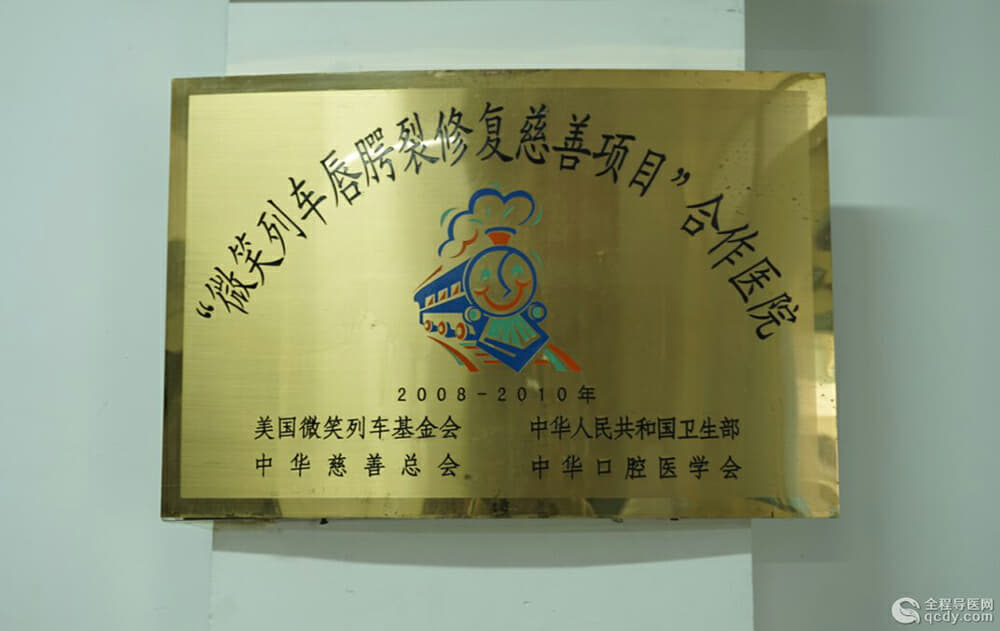 “微笑列车唇腭裂修复慈善项目”合作医院
2008-2010年
美国微笑列车基金会 中华人民共和国卫生部
中华慈善总会 中华口腔医学会
全程导医网
qcdy.com